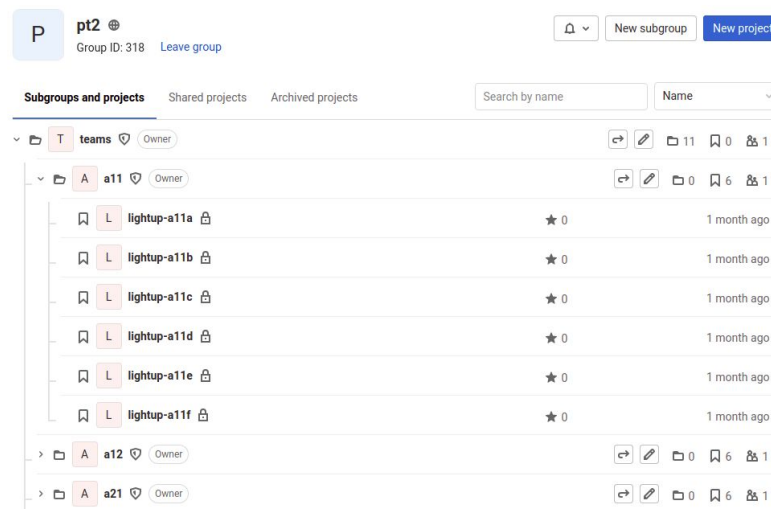 P
pt2
Group ID: 318 Leave group
New subgroup New project
Subgroups and projects Shared projects Archived projects Search by name Name
T teams Owner 11 0 1
A a11 Owner 0 6 1
L lightup-a11a 0 1 month ago
L lightup-a11b 0 1 month ago
L lightup-a11c 0 1 month ago
L lightup-a11d 0 1 month ago
L lightup-a11e 0 1 month ago
L lightup-a11f 0 1 month ago
A a12 Owner 0 6 1
A a21 Owner 0 6 1